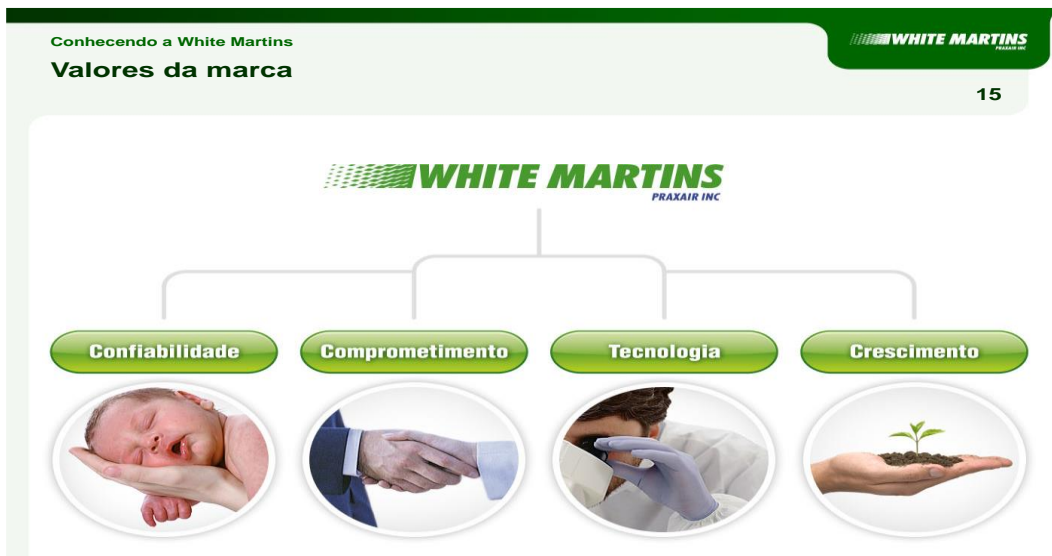 Conhecendo a White Martins
WHITE MARTINS
PRAXAIR INC
Valores da marca
15
WHITE MARTINS
PRAXAIR INC
Confiabilidade
Comprometimento
Tecnologia
Crescimento